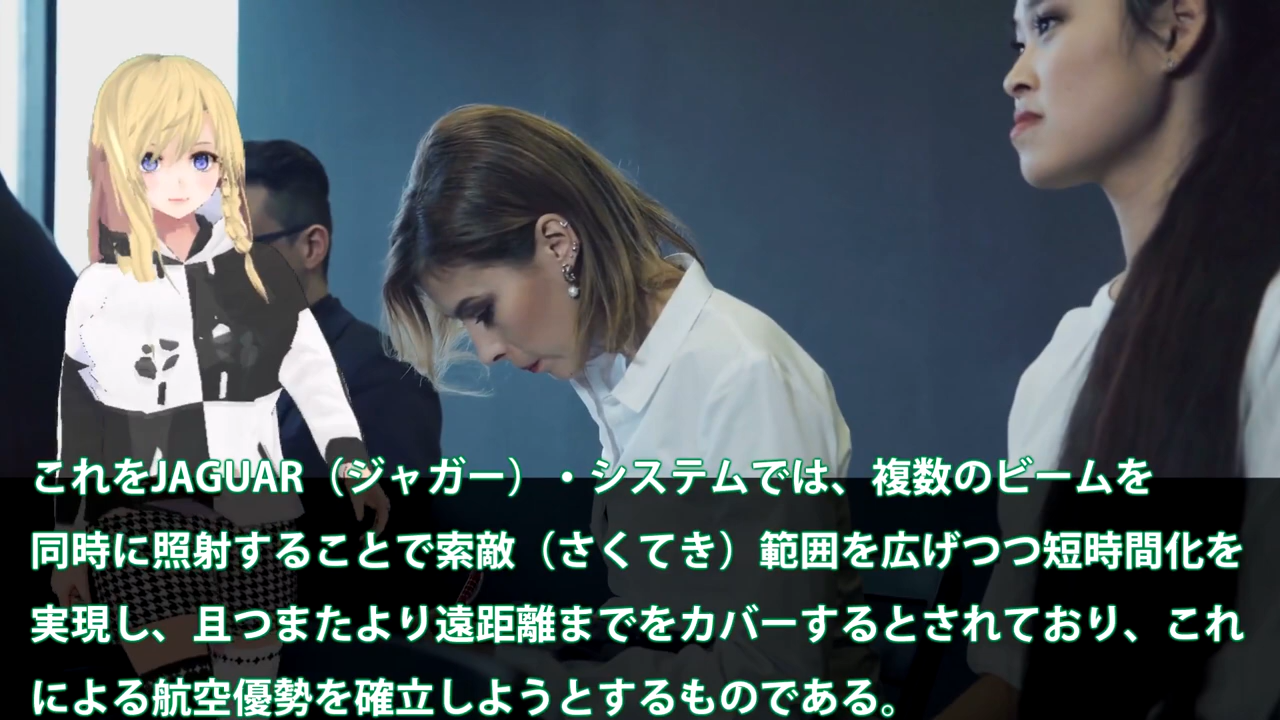 これをJAGUAR（ジャガー）・システムでは、複数のビームを
同時に照射することで索敵（さくてき）範囲を広げつつ短時間化を
実現し、且つまたより遠距離までをカバーするとされており、これ
による航空優勢を確立しようとするものである。